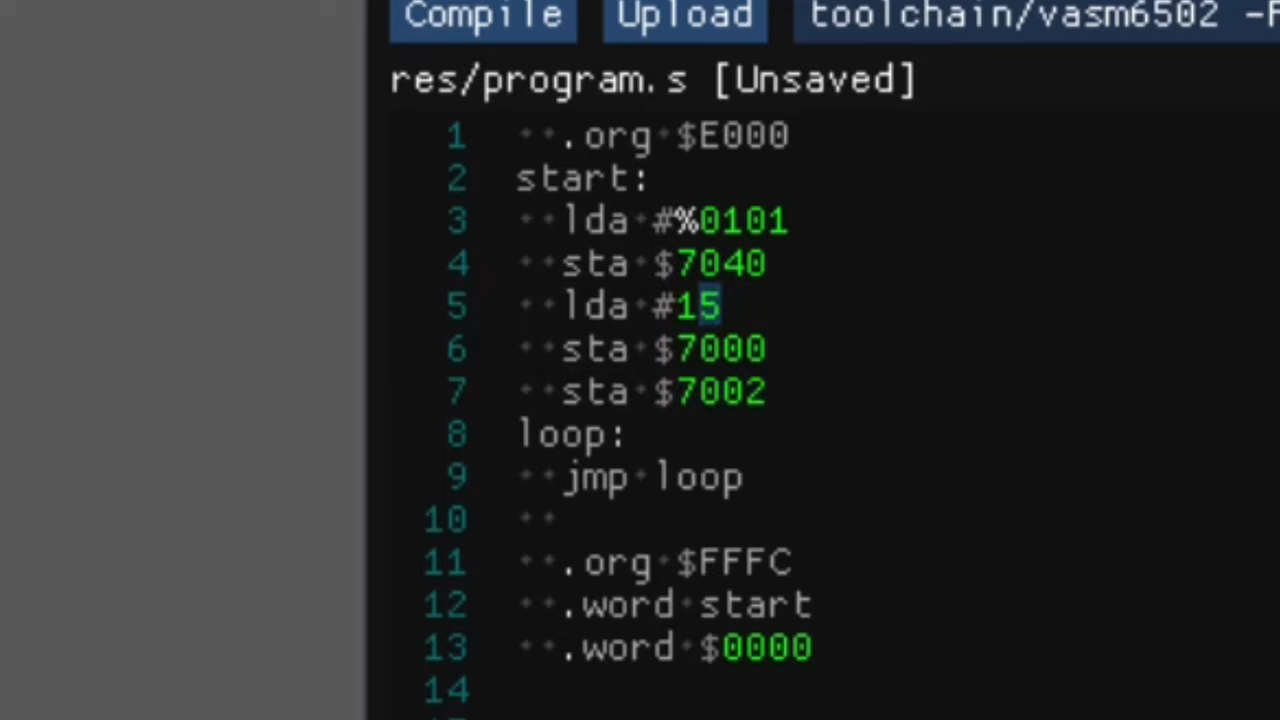 Compile Upload toolchain/vasm6502 -F
res/program.s [Unsaved]
1 .org $E000
2 start:
3 lda #%0101
4 sta $7040
5 lda #15
6 sta $7000
7 sta $7002
8 loop:
9 jmp loop
10
11 .org $FFFC
12 .word start
13 .word $0000
14